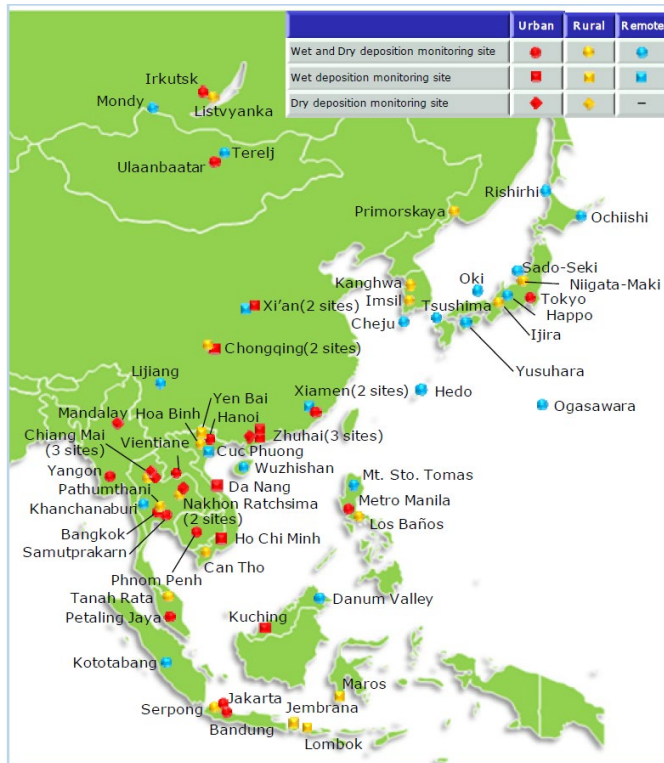 Urban Rural Remote
Wet and Dry deposition monitoring site
Wet deposition monitoring site
Dry deposition monitoring site –
Irkutsk
Mondy
Listvyanka
Terelj
Ulaanbaatar
Rishirhi
Primorskaya
Ochiishi
Sado-Seki
Kanghwa
Oki
Niigata-Maki
Imsil
Tsushima
Tokyo
Xi'an(2 sites)
Happo
Cheju
Ijira
Chongqing(2 sites)
Yusuhara
Lijiang
Xiamen(2 sites)
Hedo
Yen Bai
Ogasawara
Hoa Binh
Mandalay
Hanoi
Chiang Mai
(3 sites)
Vientiane
Zhuhai(3 sites)
Cuc Phuong
Yangon
Wuzhishan
Mt. Sto. Tomas
Pathumthani
Da Nang
Khanchanaburi
Nakhon Ratchsima
(2 sites)
Metro Manila
Los Baños
Bangkok
Samutprakarn
Ho Chi Minh
Can Tho
Phnom Penh
Tanah Rata
Danum Valley
Petaling Jaya
Kuching
Kototabang
Maros
Jakarta
Serpong
Jembrana
Bandung
Lombok